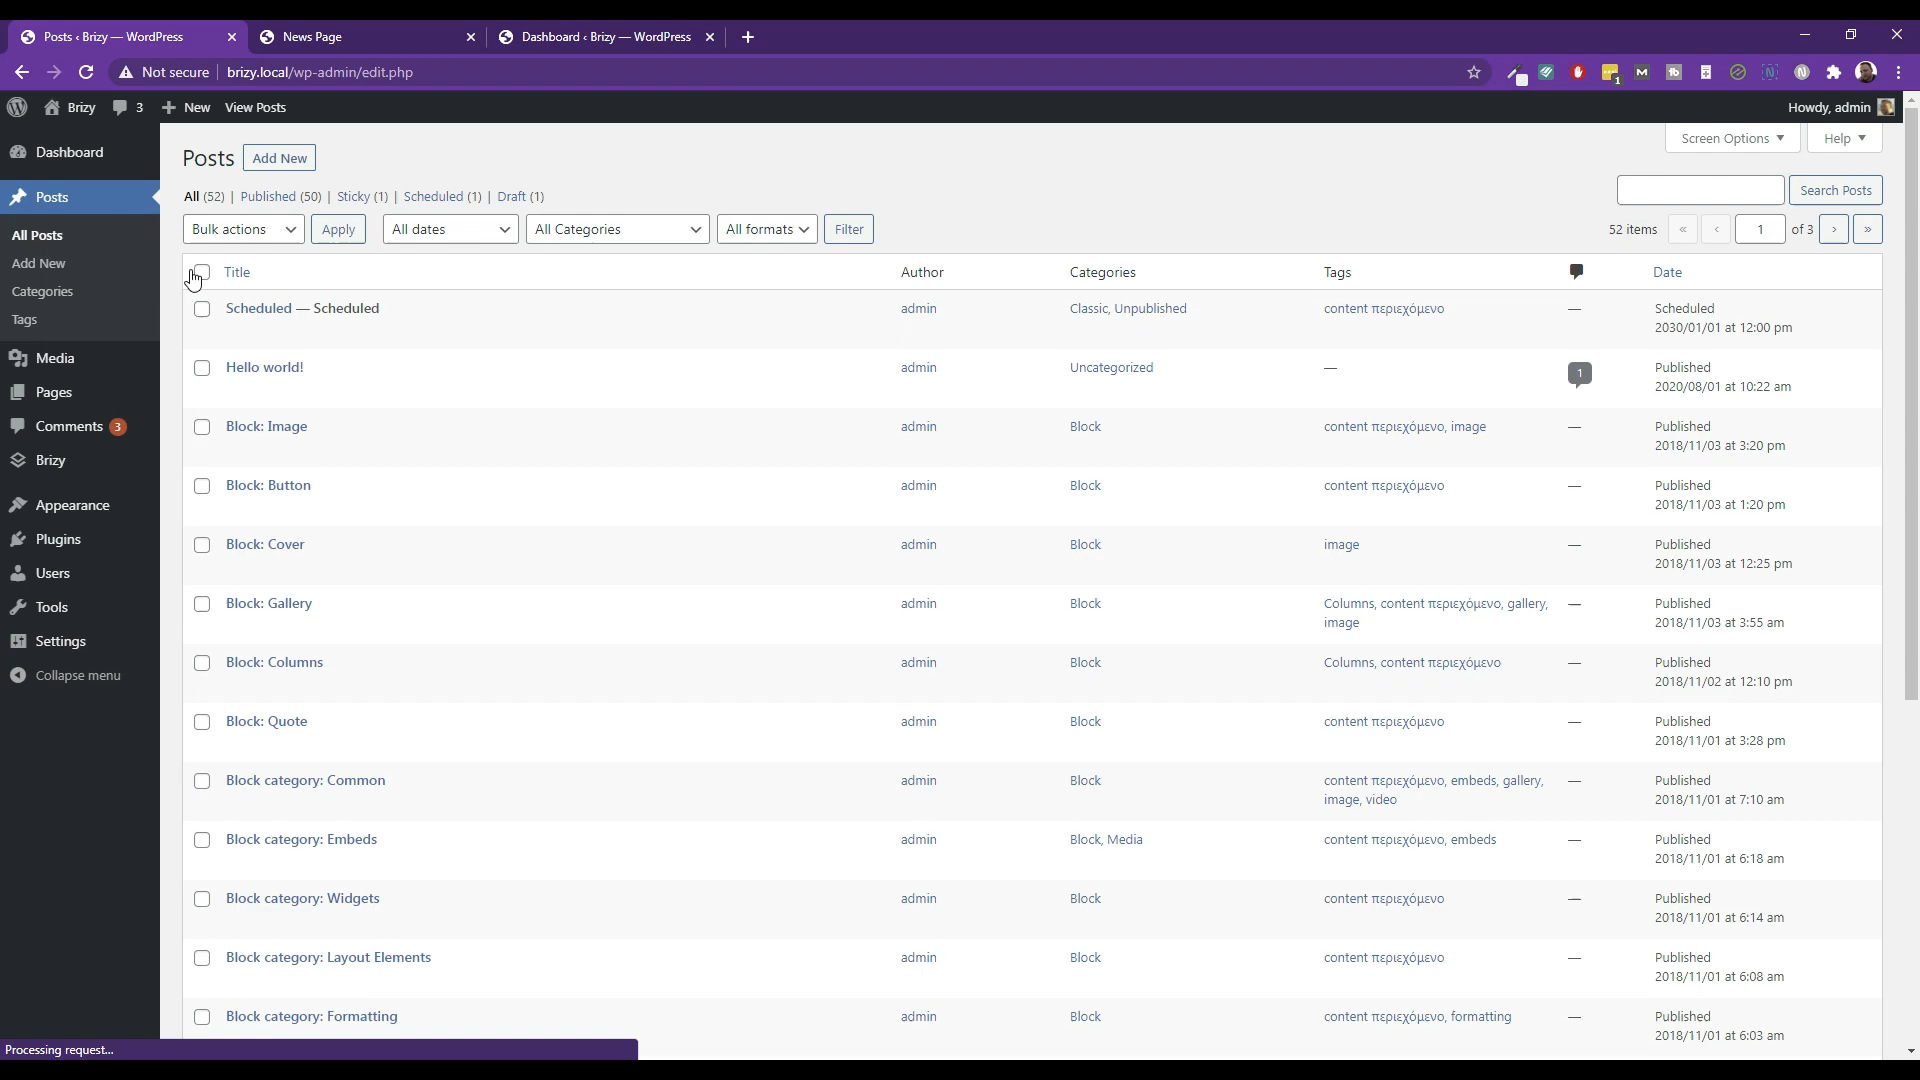 Posts ‹ Brizy — WordPress
News Page
Dashboard ‹ Brizy — WordPress
Not secure brizy.local/wp-admin/edit.php
Brizy 3 New View Posts Howdy, admin
Screen Options Help
Dashboard
Posts
All Posts
Add New
Categories
Tags
Media
Pages
Comments 3
Brizy
Appearance
Plugins
Users
Tools
Settings
Collapse menu
Posts Add New
All (52) | Published (50) | Sticky (1) | Scheduled (1) | Draft (1)
Search Posts
Bulk actions Apply All dates All Categories All formats Filter
52 items « ‹ 1 of 3 › »
Title Author Categories Tags Date
Scheduled — Scheduled admin Classic, Unpublished content περιεχόμενο — Scheduled
2030/01/01 at 12:00 pm
Hello world! admin Uncategorized — 1 Published
2020/08/01 at 10:22 am
Block: Image admin Block content περιεχόμενο, image — Published
2018/11/03 at 3:20 pm
Block: Button admin Block content περιεχόμενο — Published
2018/11/03 at 1:20 pm
Block: Cover admin Block image — Published
2018/11/03 at 12:25 pm
Block: Gallery admin Block Columns, content περιεχόμενο, gallery, — Published
image 2018/11/03 at 3:55 am
Block: Columns admin Block Columns, content περιεχόμενο — Published
2018/11/02 at 12:10 pm
Block: Quote admin Block content περιεχόμενο — Published
2018/11/01 at 3:28 pm
Block category: Common admin Block content περιεχόμενο, embeds, gallery, — Published
image, video 2018/11/01 at 7:10 am
Block category: Embeds admin Block, Media content περιεχόμενο, embeds — Published
2018/11/01 at 6:18 am
Block category: Widgets admin Block content περιεχόμενο — Published
2018/11/01 at 6:14 am
Block category: Layout Elements admin Block content περιεχόμενο — Published
2018/11/01 at 6:08 am
Block category: Formatting admin Block content περιεχόμενο, formatting — Published
2018/11/01 at 6:03 am
Processing request...